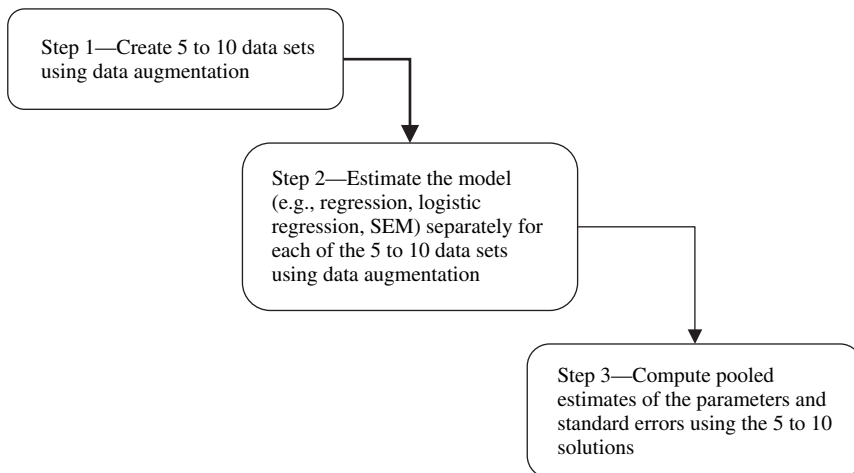 Step 1—Create 5 to 10 data sets
using data augmentation
Step 2—Estimate the model
(e.g., regression, logistic
regression, SEM) separately for
each of the 5 to 10 data sets
using data augmentation
Step 3—Compute pooled
estimates of the parameters and
standard errors using the 5 to 10
solutions